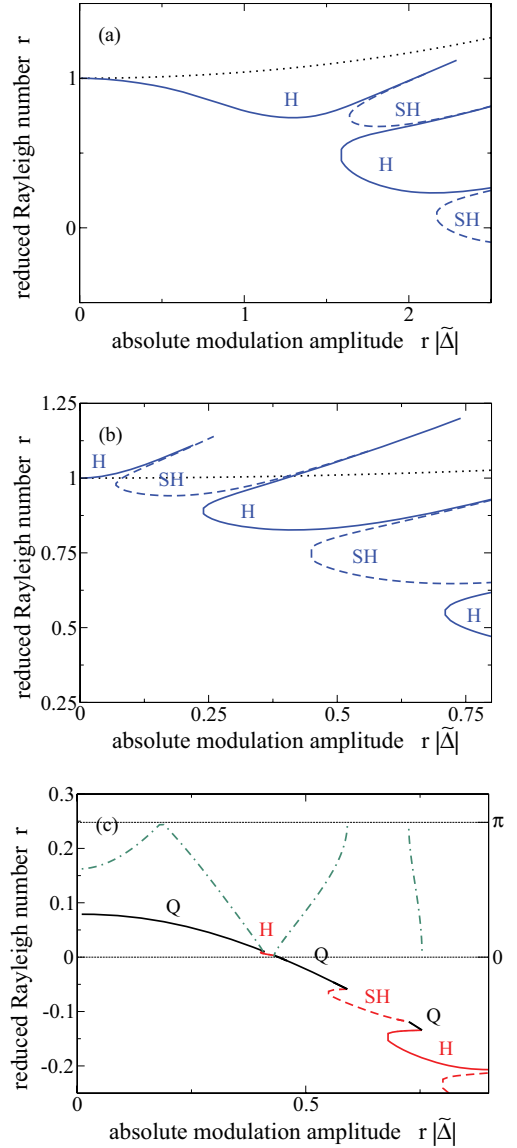 (a)
reduced Rayleigh number r
1
0
H
SH
H
SH
0
1
2
absolute modulation amplitude r |Δ̃|
(b)
reduced Rayleigh number r
1.25
1
0.75
0.5
0.25
H
SH
H
SH
H
0
0.25
0.5
0.75
absolute modulation amplitude r |Δ̃|
(c)
reduced Rayleigh number r
0.3
0.2
0.1
0
-0.1
-0.2
π
0
Q
H
Q
SH
Q
H
0
0.5
absolute modulation amplitude r |Δ̃|